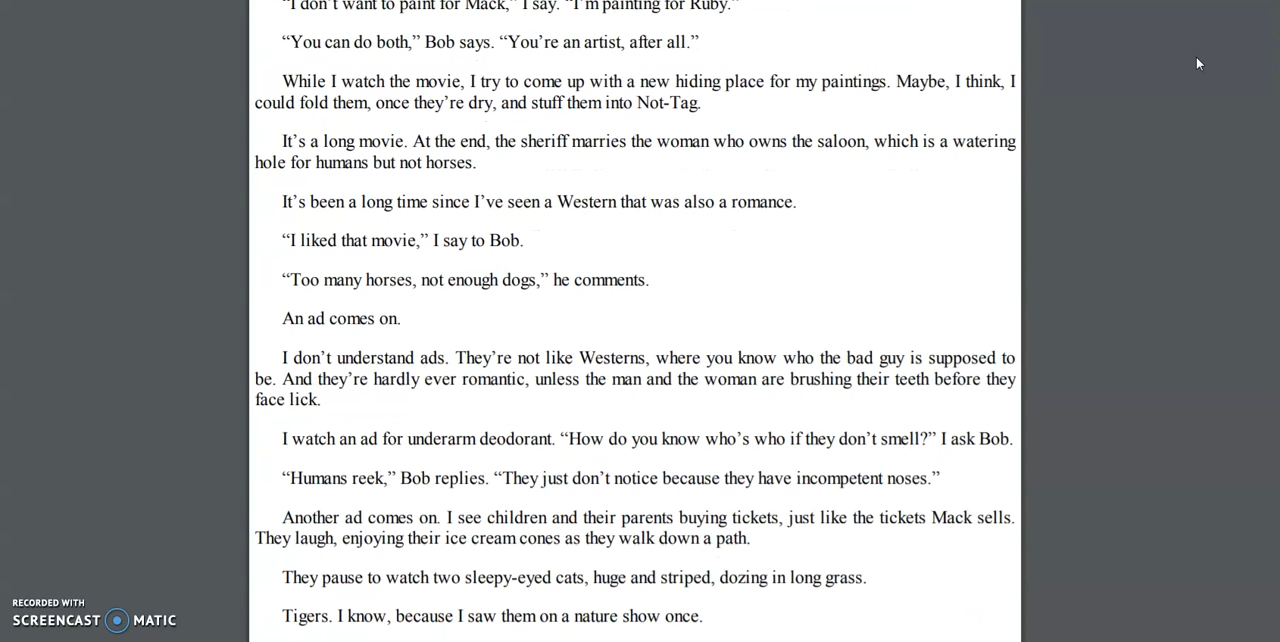 "I don't want to paint for Mack," I say. "I'm painting for Ruby."
“You can do both,” Bob says. “You’re an artist, after all.”
While I watch the movie, I try to come up with a new hiding place for my paintings. Maybe, I think, I
could fold them, once they’re dry, and stuff them into Not-Tag.
It’s a long movie. At the end, the sheriff marries the woman who owns the saloon, which is a watering
hole for humans but not horses.
It’s been a long time since I’ve seen a Western that was also a romance.
“I liked that movie,” I say to Bob.
“Too many horses, not enough dogs,” he comments.
An ad comes on.
I don’t understand ads. They’re not like Westerns, where you know who the bad guy is supposed to
be. And they’re hardly ever romantic, unless the man and the woman are brushing their teeth before they
face lick.
I watch an ad for underarm deodorant. “How do you know who’s who if they don’t smell?” I ask Bob.
“Humans reek,” Bob replies. “They just don’t notice because they have incompetent noses.”
Another ad comes on. I see children and their parents buying tickets, just like the tickets Mack sells.
They laugh, enjoying their ice cream cones as they walk down a path.
They pause to watch two sleepy-eyed cats, huge and striped, dozing in long grass.
Tigers. I know, because I saw them on a nature show once.
RECORDED WITH
SCREENCAST MATIC